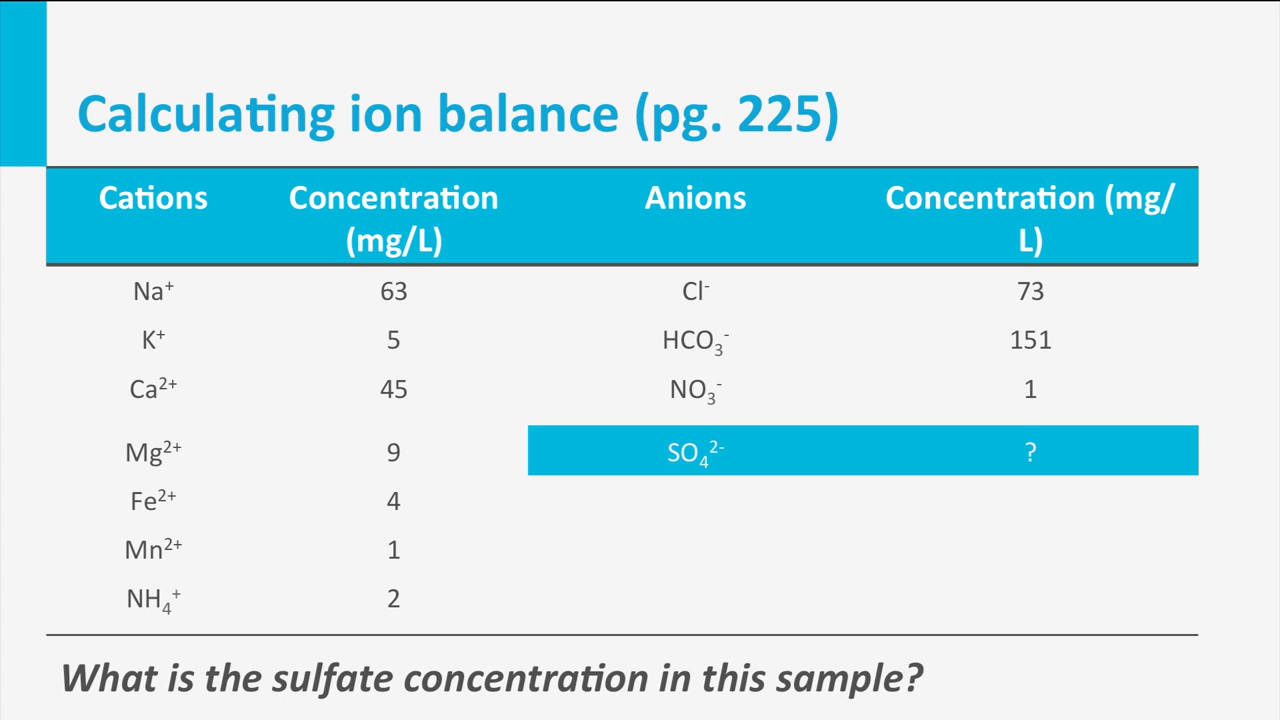 Calculating ion balance (pg. 225)
Cations Concentration (mg/L) Anions Concentration (mg/L)
Na⁺ 63 Cl⁻ 73
K⁺ 5 HCO₃⁻ 151
Ca²⁺ 45 NO₃⁻ 1
Mg²⁺ 9 SO₄²⁻ ?
Fe²⁺ 4
Mn²⁺ 1
NH₄⁺ 2
What is the sulfate concentration in this sample?